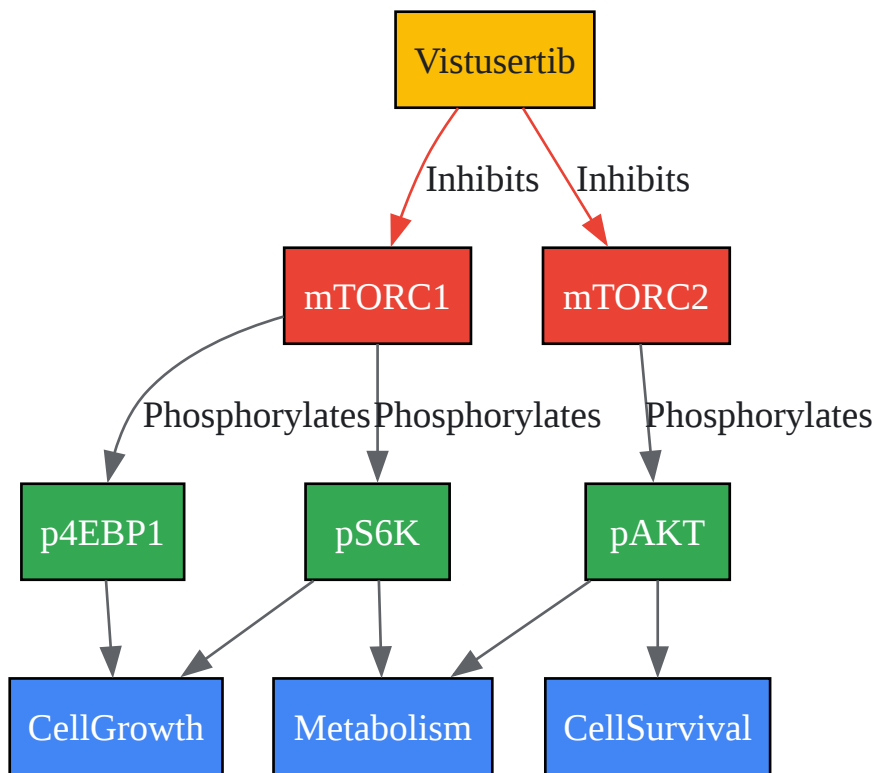 Vistusertib
Inhibits
Inhibits
mTORC1
mTORC2
Phosphorylates
Phosphorylates
Phosphorylates
p4EBP1
pS6K
pAKT
CellGrowth
Metabolism
CellSurvival